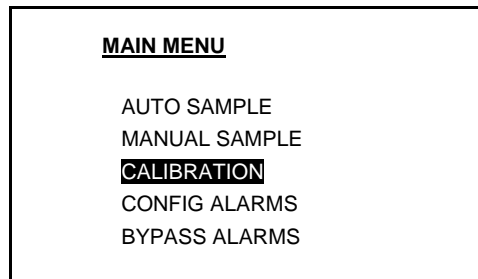 MAIN MENU
AUTO SAMPLE
MANUAL SAMPLE
CALIBRATION
CONFIG ALARMS
BYPASS ALARMS